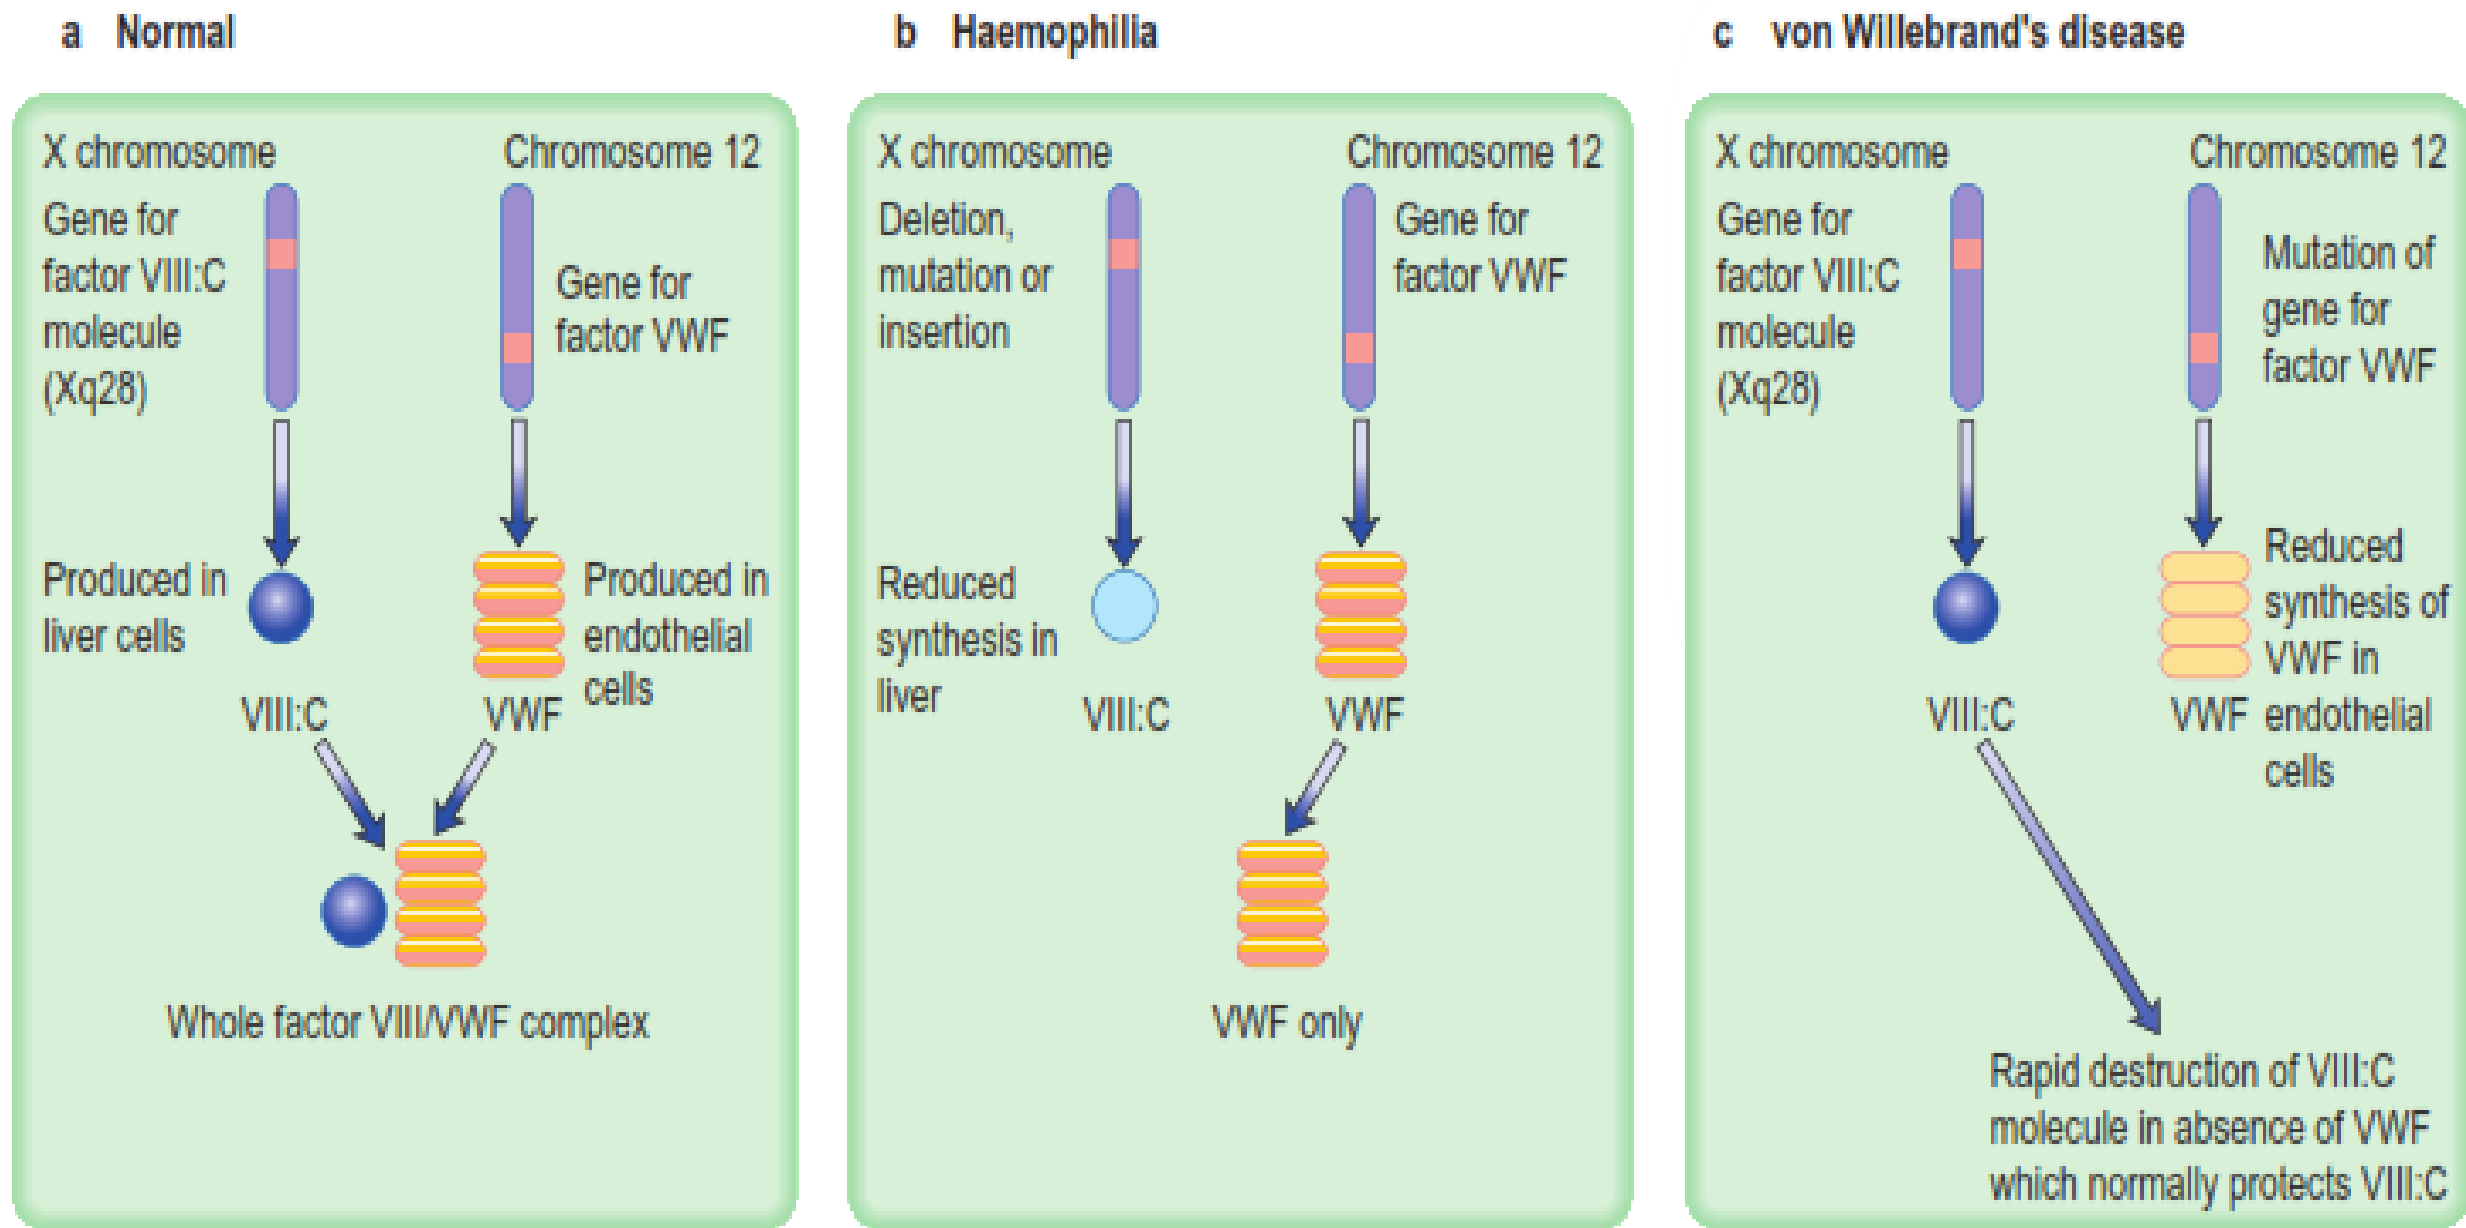 a Normal
X chromosome
Gene for
factor VIII:C
molecule
(Xq28)
Chromosome 12
Gene for
factor VWF
Produced in
liver cells
Produced in
endothelial
cells
VIII:C
VWF
Whole factor VIII/VWF complex
b Haemophilia
X chromosome
Deletion,
mutation or
insertion
Chromosome 12
Gene for
factor VWF
Reduced
synthesis in
liver
VIII:C
VWF
VWF only
c von Willebrand's disease
X chromosome
Gene for
factor VIII:C
molecule
(Xq28)
Chromosome 12
Mutation of
gene for
factor VWF
Reduced
synthesis of
VWF in
endothelial
cells
VIII:C
VWF
Rapid destruction of VIII:C
molecule in absence of VWF
which normally protects VIII:C